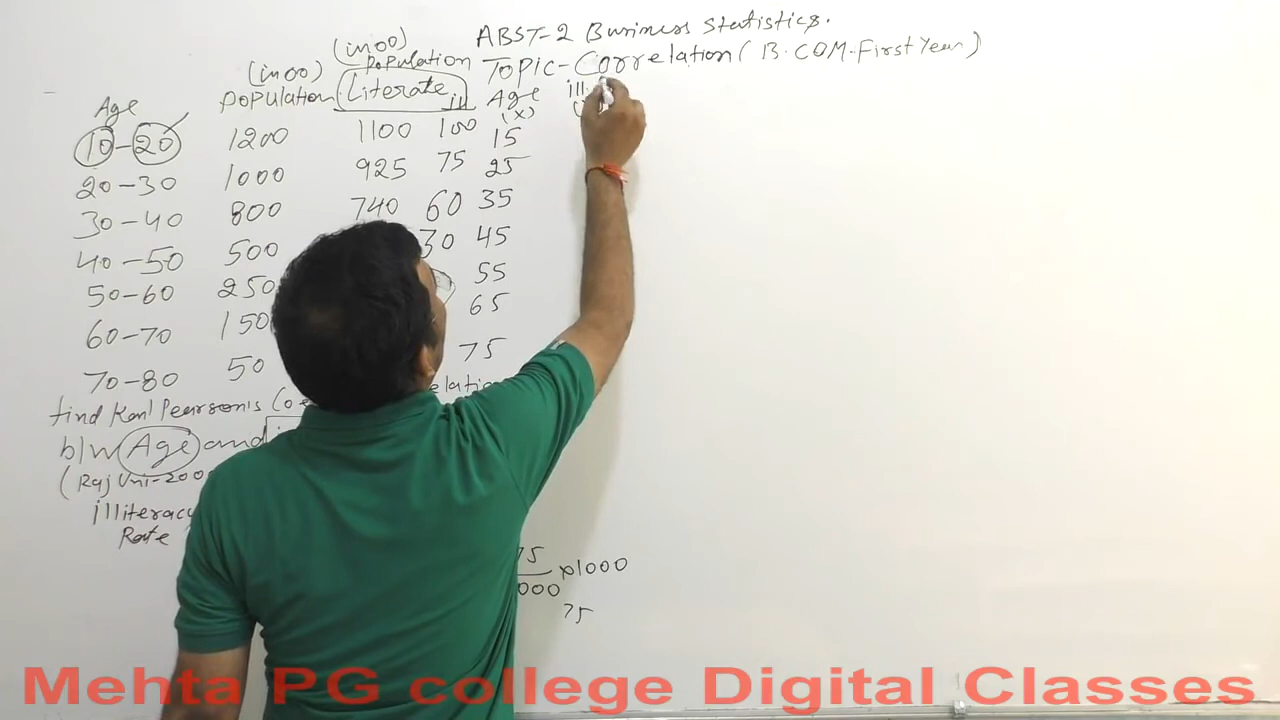 ABST-2 Business Statistics.
Topic-Correlation (B.COM-First Year)
(in 00) (in 00)
Age population population Literate ill Age (X) ill.
10-20 1200 1100 100 15
20-30 1000 925 75 25
30-40 800 740 60 35
40-50 500 30 45
50-60 250 55
60-70 150 65
70-80 50 75
find Karl Pearson's
b/w Age and
(Raj Uni-200
illiteracy
Rate
75
000 x1000
75
Mehta PG college Digital Classes